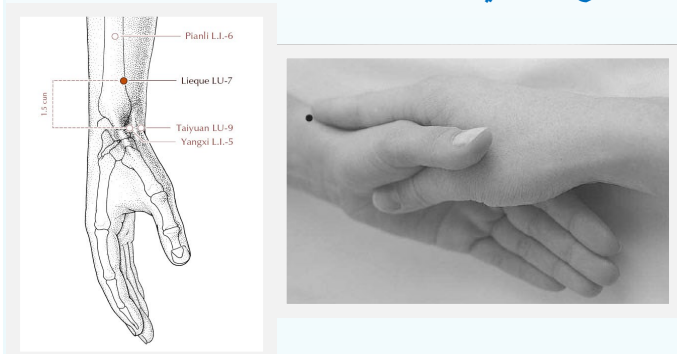 Pianli L.I.-6
Lieque LU-7
1.5 cun
Taiyuan LU-9
Yangxi L.I.-5